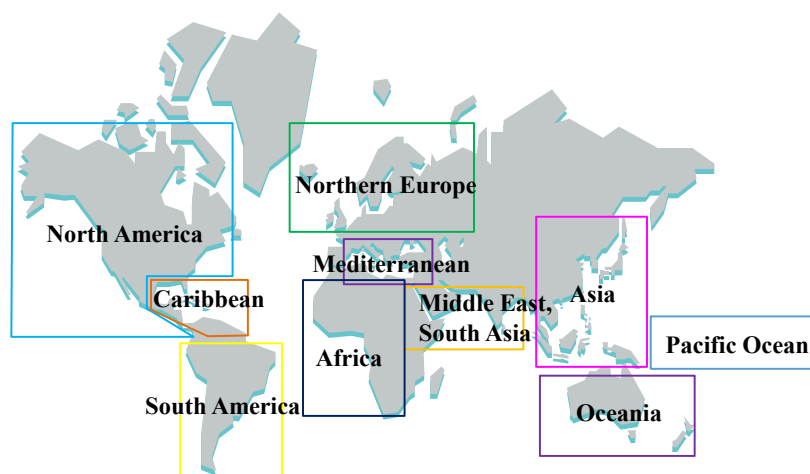 Northern Europe
North America
Mediterranean
Caribbean
Middle East,
South Asia
Asia
Africa
Pacific Ocean
South America
Oceania